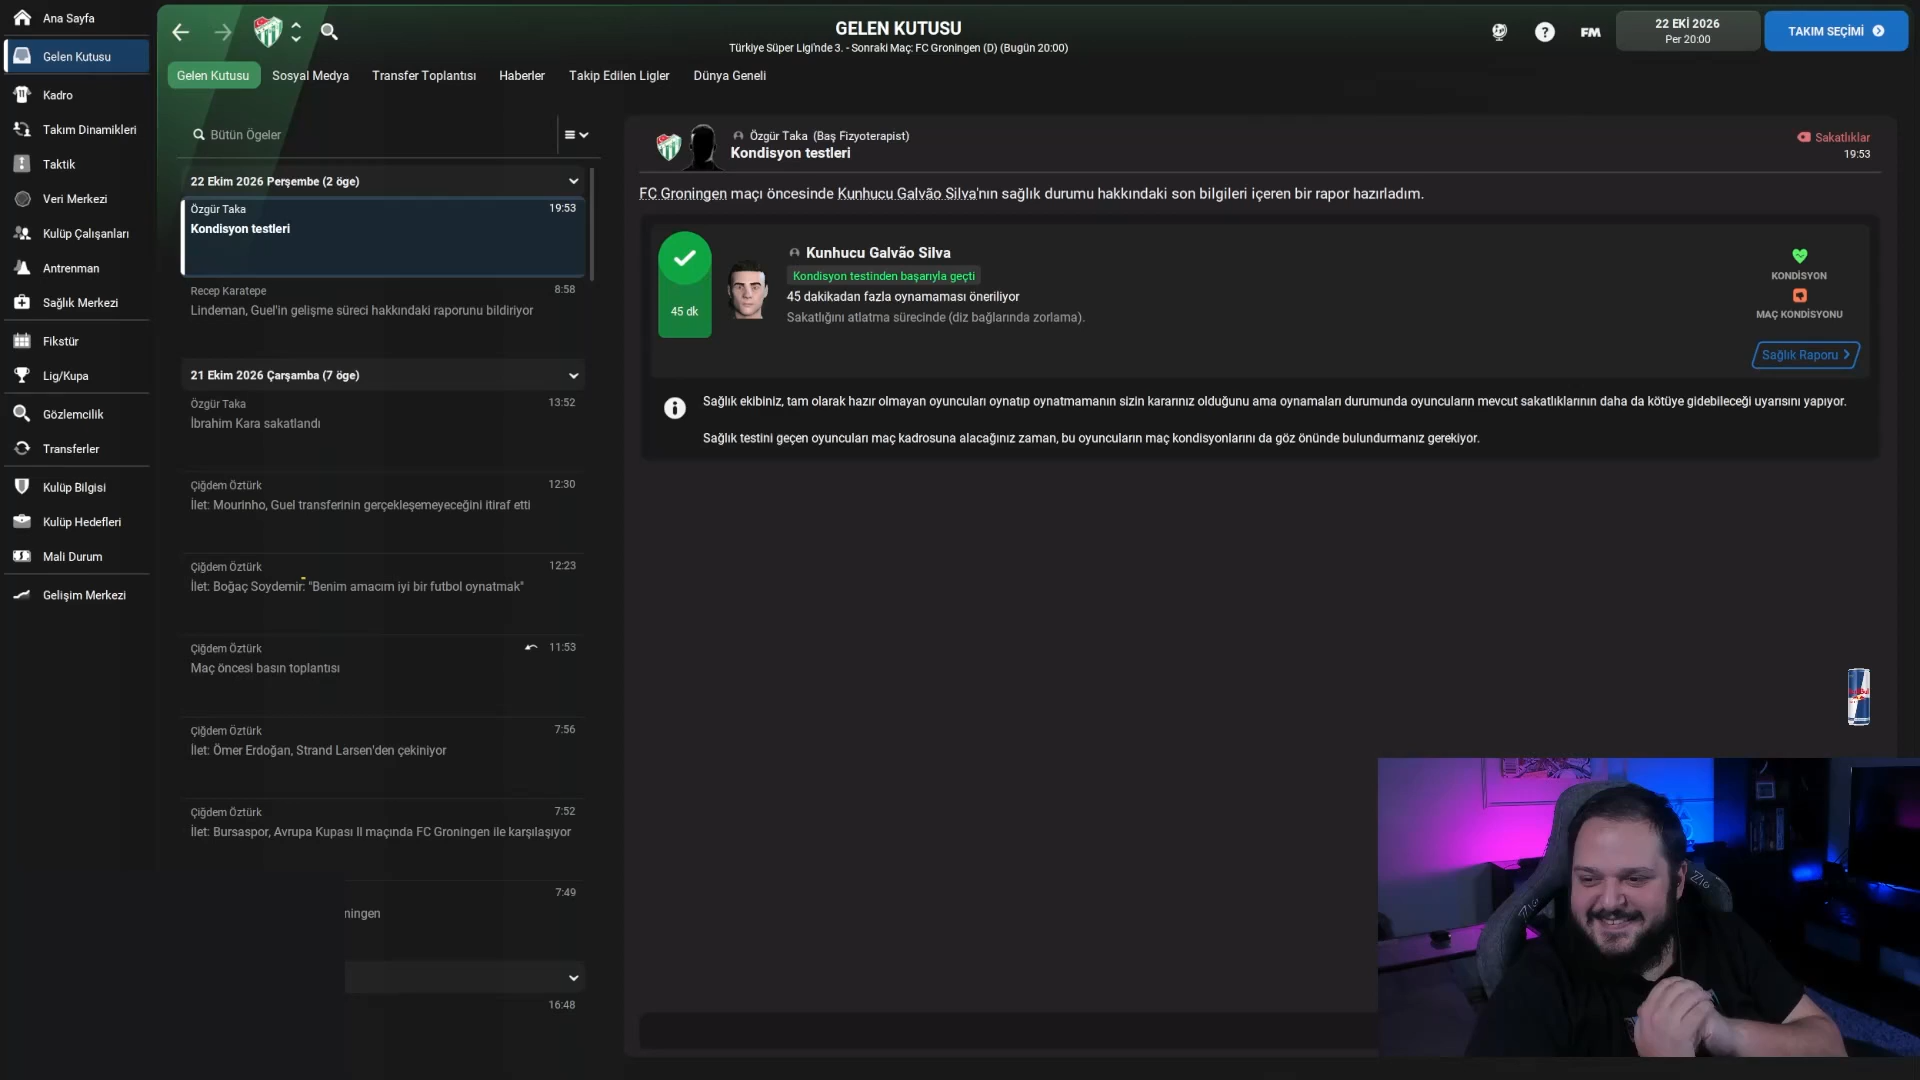 Ana Sayfa
Gelen Kutusu
Kadro
Takım Dinamikleri
Taktik
Veri Merkezi
Kulüp Çalışanları
Antrenman
Sağlık Merkezi
Fikstür
Lig/Kupa
Gözlemcilik
Transferler
Kulüp Bilgisi
Kulüp Hedefleri
Mali Durum
Gelişim Merkezi
GELEN KUTUSU
Türkiye Süper Ligi'nde 3. - Sonraki Maç: FC Groningen (D) (Bugün 20:00)
FM
22 EKİ 2026
Per 20:00
TAKIM SEÇİMİ
Gelen Kutusu Sosyal Medya Transfer Toplantısı Haberler Takip Edilen Ligler Dünya Geneli
Bütün Ögeler
22 Ekim 2026 Perşembe (2 öge)
Özgür Taka 19:53
Kondisyon testleri
Recep Karatepe 8:58
Lindeman, Guel'in gelişme süreci hakkındaki raporunu bildiriyor
21 Ekim 2026 Çarşamba (7 öge)
Özgür Taka 13:52
İbrahim Kara sakatlandı
Çiğdem Öztürk 12:30
İlet: Mourinho, Guel transferinin gerçekleşemeyeceğini itiraf etti
Çiğdem Öztürk 12:23
İlet: Boğaç Soydemir: "Benim amacım iyi bir futbol oynatmak"
Çiğdem Öztürk 11:53
Maç öncesi basın toplantısı
Çiğdem Öztürk 7:56
İlet: Ömer Erdoğan, Strand Larsen'den çekiniyor
Çiğdem Öztürk 7:52
İlet: Bursaspor, Avrupa Kupası II maçında FC Groningen ile karşılaşıyor
7:49
ningen
16:48
Özgür Taka (Baş Fizyoterapist)
Kondisyon testleri
Sakatlıklar
19:53
FC Groningen maçı öncesinde Kunhucu Galvão Silva'nın sağlık durumu hakkındaki son bilgileri içeren bir rapor hazırladım.
45 dk
Kunhucu Galvão Silva
Kondisyon testinden başarıyla geçti
45 dakikadan fazla oynamaması öneriliyor
Sakatlığını atlatma sürecinde (diz bağlarında zorlama).
KONDİSYON
MAÇ KONDİSYONU
Sağlık Raporu
Sağlık ekibiniz, tam olarak hazır olmayan oyuncuları oynatıp oynatmamanın sizin kararınız olduğunu ama oynamaları durumunda oyuncuların mevcut sakatlıklarının daha da kötüye gidebileceği uyarısını yapıyor.
Sağlık testini geçen oyuncuları maç kadrosuna alacağınız zaman, bu oyuncuların maç kondisyonlarını da göz önünde bulundurmanız gerekiyor.